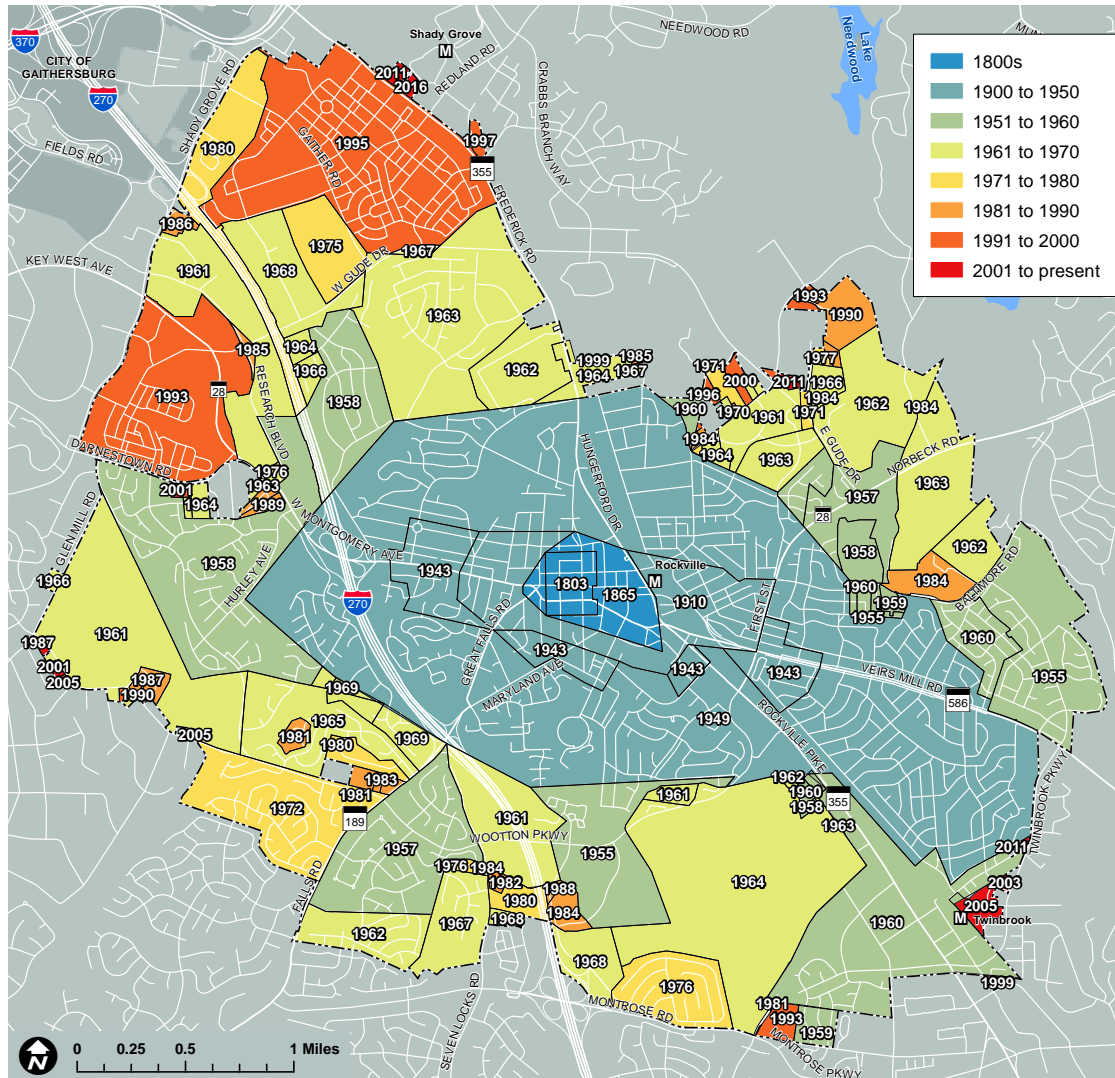 370
CITY OF
GAITHERSBURG
270
FIELDS RD
SHADY GROVE RD
Shady Grove
M
REDLAND RD
NEEDWOOD RD
Lake
Needwood
CRABBS BRANCH WAY
1800s
1900 to 1950
1951 to 1960
1961 to 1970
1971 to 1980
1981 to 1990
1991 to 2000
2001 to present
2011
2016
1980
1995
GAITHER RD
1997
355
FREDERICK RD
1986
1975
1967
W GUDE DR
KEY WEST AVE
1961
1968
1963
1993
1990
1985
1964
1966
1958
1962
1999
1964
1985
1967
1971
2000
1996
1960
1970
1961
1984
1964
1963
2011
1977
1966
1984
1971
1962
1984
E GUDE DR
NORBECK RD
1993
28
RESEARCH BLVD
DARNESTOWN RD
1976
1963
1989
2001
1964
W MONTGOMERY AVE
HUNGERFORD DR
1957
28
1963
1958
1962
1984
BALTIMORE RD
1960
1959
1955
1960
1955
GLEN MILL RD
1958
HURLEY AVE
1966
1943
270
1803
1865
Rockville
M
1910
FIRST ST
GREAT FALLS RD
1943
MARYLAND AVE
1943
1943
VEIRS MILL RD
586
1961
1987
2001
2005
1987
1990
2005
1969
1965
1981
1980
1969
1983
1981
1972
189
1949
ROCKVILLE PIKE
TWINBROOK PKWY
1962
1960
1958
355
1963
1961
1961
WOOTTON PKWY
1957
1955
1976
1984
1982
1980
1988
1984
1968
1964
2011
2003
2005
M
Twinbrook
1960
FALLS RD
1962
1967
1968
1976
MONTROSE RD
SEVEN LOCKS RD
1981
1993
1959
MONTROSE PKWY
1999
N
0 0.25 0.5 1 Miles